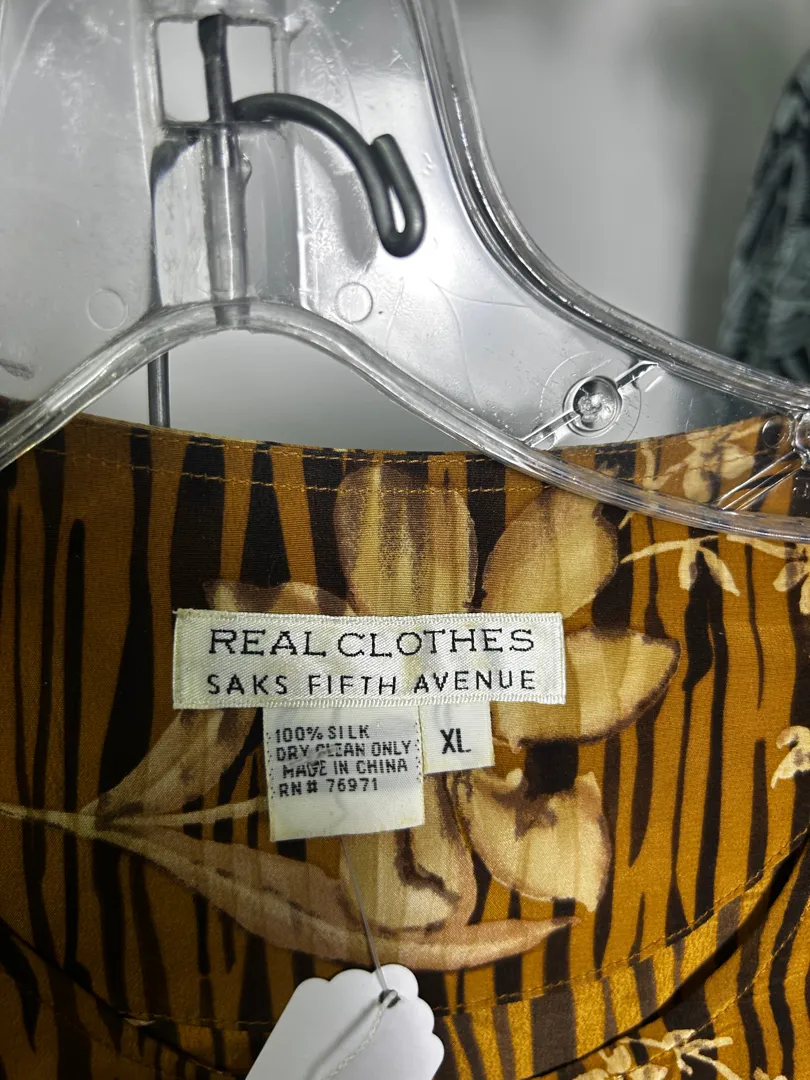 REAL CLOTHES
SAKS FIFTH AVENUE
100% SILK
DRY CLEAN ONLY
MADE IN CHINA
RN# 76971
XL